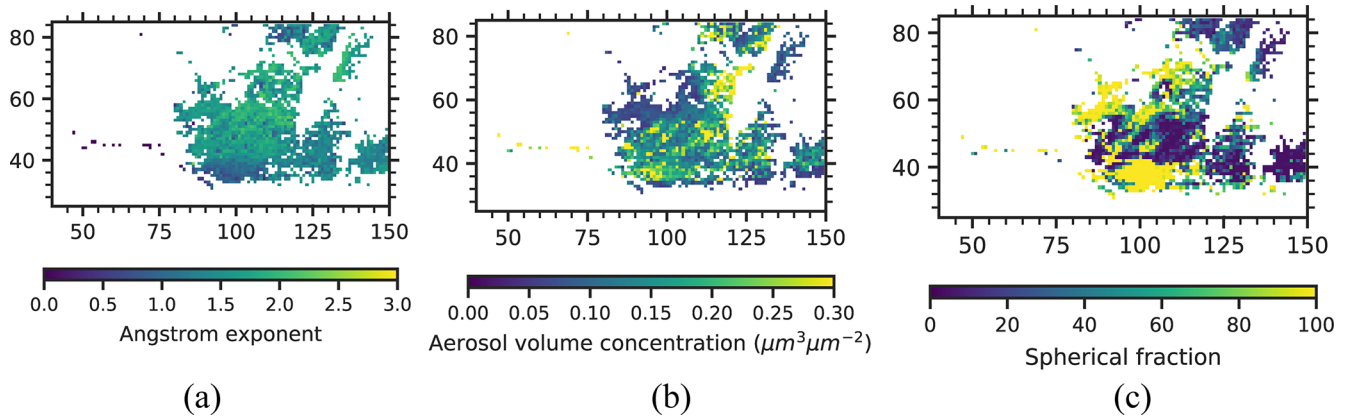 80
60
40
50 75 100 125 150
0.0 0.5 1.0 1.5 2.0 2.5 3.0
Angstrom exponent
(a)
80
60
40
50 75 100 125 150
0.00 0.05 0.10 0.15 0.20 0.25 0.30
Aerosol volume concentration (μm³μm⁻²)
(b)
80
60
40
50 75 100 125 150
0 20 40 60 80 100
Spherical fraction
(c)